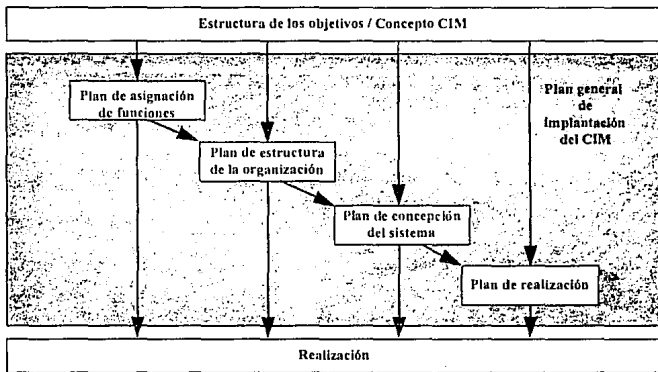 Estructura de los objetivos / Concepto CIM
Plan de asignación
de funciones
Plan general
de
implantación
del CIM
Plan de estructura
de la organización
Plan de concepción
del sistema
Plan de realización
Realización